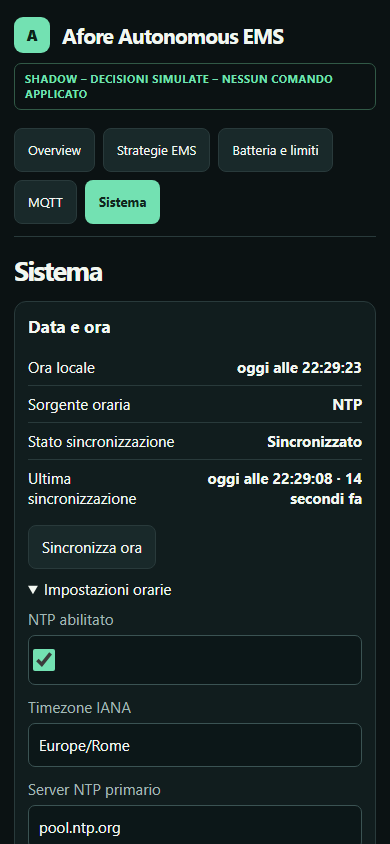 A
Afore Autonomous EMS
SHADOW – DECISIONI SIMULATE – NESSUN COMANDO
APPLICATO
Overview
Strategie EMS
Batteria e limiti
MQTT
Sistema
Sistema
Data e ora
Ora locale
oggi alle 22:29:23
Sorgente oraria
NTP
Stato sincronizzazione
Sincronizzato
Ultima
sincronizzazione
oggi alle 22:29:08 · 14
secondi fa
Sincronizza ora
▼ Impostazioni orarie
NTP abilitato
Timezone IANA
Europe/Rome
Server NTP primario
pool.ntp.org